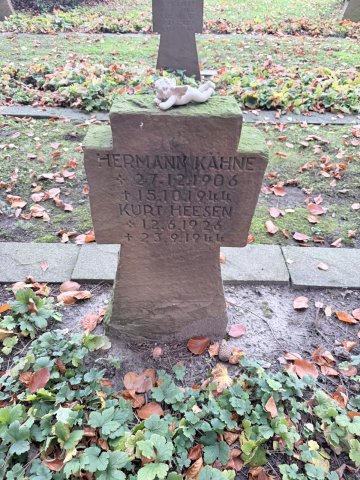 HERMANN KÄHNE
* 27.12.1906
+ 15.10.1944
KURT HEESEN
* 12.6.1926
+ 23.9.1944